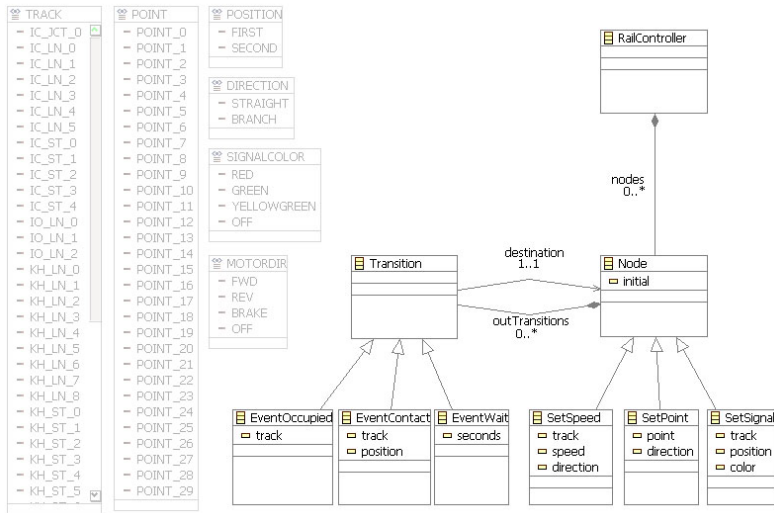 TRACK
- IC_JCT_0
- IC_LN_0
- IC_LN_1
- IC_LN_2
- IC_LN_3
- IC_LN_4
- IC_LN_5
- IC_ST_0
- IC_ST_1
- IC_ST_2
- IC_ST_3
- IC_ST_4
- IO_LN_0
- IO_LN_1
- IO_LN_2
- KH_LN_0
- KH_LN_1
- KH_LN_2
- KH_LN_3
- KH_LN_4
- KH_LN_5
- KH_LN_6
- KH_LN_7
- KH_LN_8
- KH_ST_0
- KH_ST_1
- KH_ST_2
- KH_ST_3
- KH_ST_4
- KH_ST_5
POINT
- POINT_0
- POINT_1
- POINT_2
- POINT_3
- POINT_4
- POINT_5
- POINT_6
- POINT_7
- POINT_8
- POINT_9
- POINT_10
- POINT_11
- POINT_12
- POINT_13
- POINT_14
- POINT_15
- POINT_16
- POINT_17
- POINT_18
- POINT_19
- POINT_20
- POINT_21
- POINT_22
- POINT_23
- POINT_24
- POINT_25
- POINT_26
- POINT_27
- POINT_28
- POINT_29
POSITION
- FIRST
- SECOND
DIRECTION
- STRAIGHT
- BRANCH
SIGNALCOLOR
- RED
- GREEN
- YELLOWGREEN
- OFF
MOTORDIR
- FWD
- REV
- BRAKE
- OFF
RailController
nodes
0..*
Transition
destination
1..1
outTransitions
0..*
Node
initial
EventOccupied
track
EventContact
track
position
EventWait
seconds
SetSpeed
track
speed
direction
SetPoint
point
direction
SetSignal
track
position
color